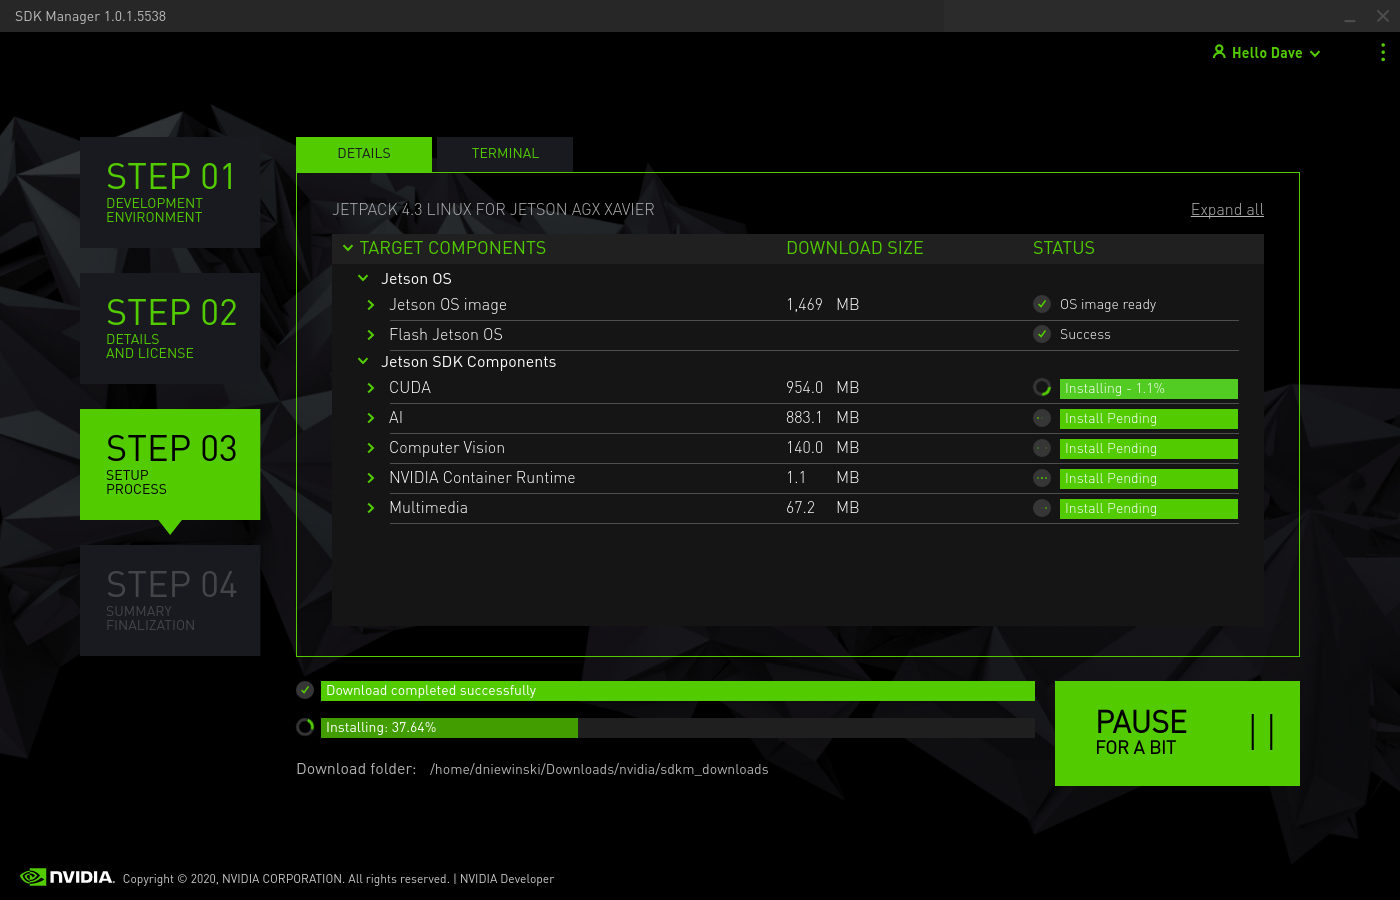 SDK Manager 1.0.1.5538
Hello Dave
STEP 01
DEVELOPMENT
ENVIRONMENT
STEP 02
DETAILS
AND LICENSE
STEP 03
SETUP
PROCESS
STEP 04
SUMMARY
FINALIZATION
DETAILS TERMINAL
JETPACK 4.3 LINUX FOR JETSON AGX XAVIER Expand all
TARGET COMPONENTS DOWNLOAD SIZE STATUS
Jetson OS
Jetson OS image 1,469 MB OS image ready
Flash Jetson OS Success
Jetson SDK Components
CUDA 954.0 MB Installing - 1.1%
AI 883.1 MB Install Pending
Computer Vision 140.0 MB Install Pending
NVIDIA Container Runtime 1.1 MB Install Pending
Multimedia 67.2 MB Install Pending
Download completed successfully
Installing: 37.64%
Download folder: /home/dniewinski/Downloads/nvidia/sdkm_downloads
PAUSE
FOR A BIT
NVIDIA. Copyright © 2020, NVIDIA CORPORATION. All rights reserved. | NVIDIA Developer